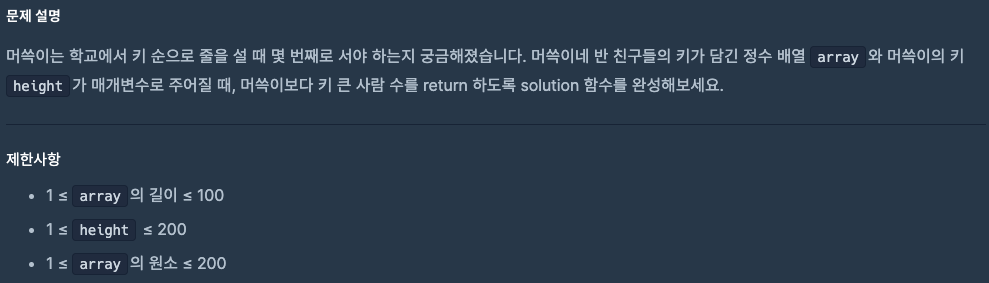 문제 설명
머쓱이는 학교에서 키 순으로 줄을 설 때 몇 번째로 서야 하는지 궁금해졌습니다. 머쓱이네 반 친구들의 키가 담긴 정수 배열 array 와 머쓱이의 키
height 가 매개변수로 주어질 때, 머쓱이보다 키 큰 사람 수를 return 하도록 solution 함수를 완성해보세요.
제한사항
• 1 ≤ array 의 길이 ≤ 100
• 1 ≤ height ≤ 200
• 1 ≤ array 의 원소 ≤ 200